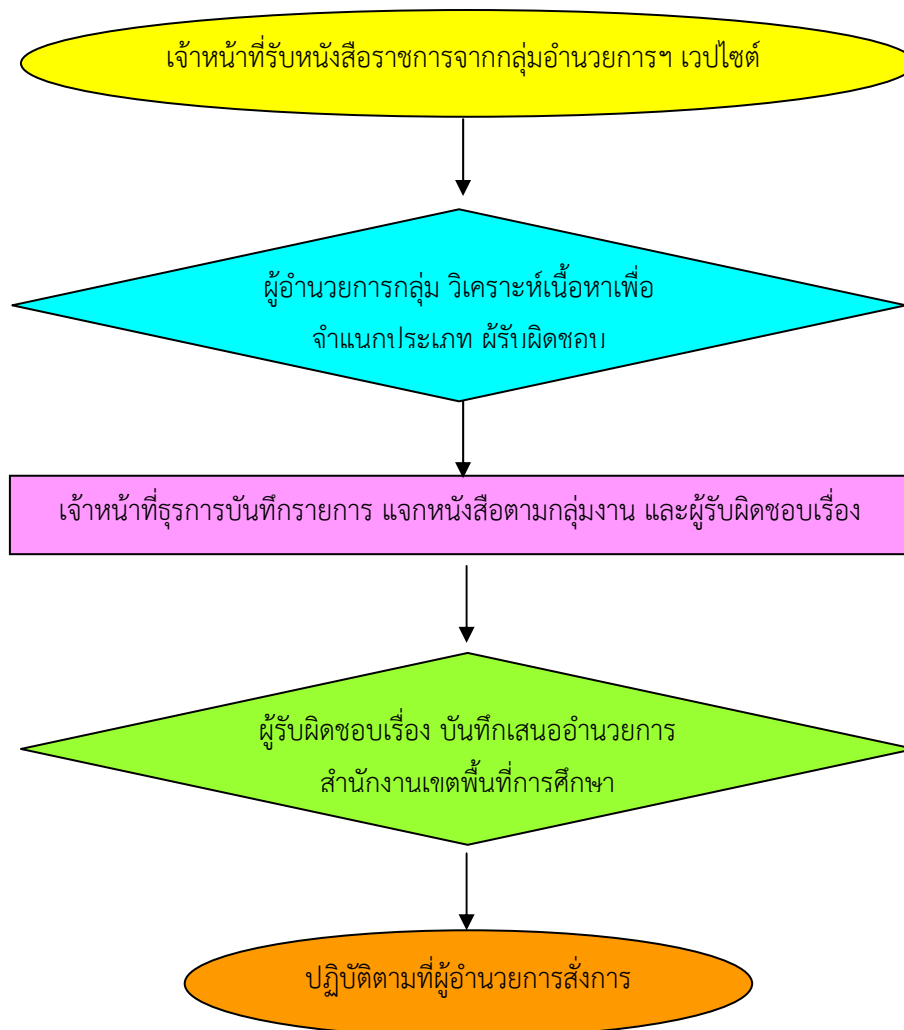 เจ้าหน้าที่รับหนังสือราชการจากกลุ่มอำนวยการฯ เวปไซต์
ผู้อำนวยการกลุ่ม วิเคราะห์เนื้อหาเพื่อ
จำแนกประเภท ผู้รับผิดชอบ
เจ้าหน้าที่ธุรการบันทึกรายการ แจกหนังสือตามกลุ่มงาน และผู้รับผิดชอบเรื่อง
ผู้รับผิดชอบเรื่อง บันทึกเสนออำนวยการ
สำนักงานเขตพื้นที่การศึกษา
ปฏิบัติตามที่ผู้อำนวยการสั่งการ